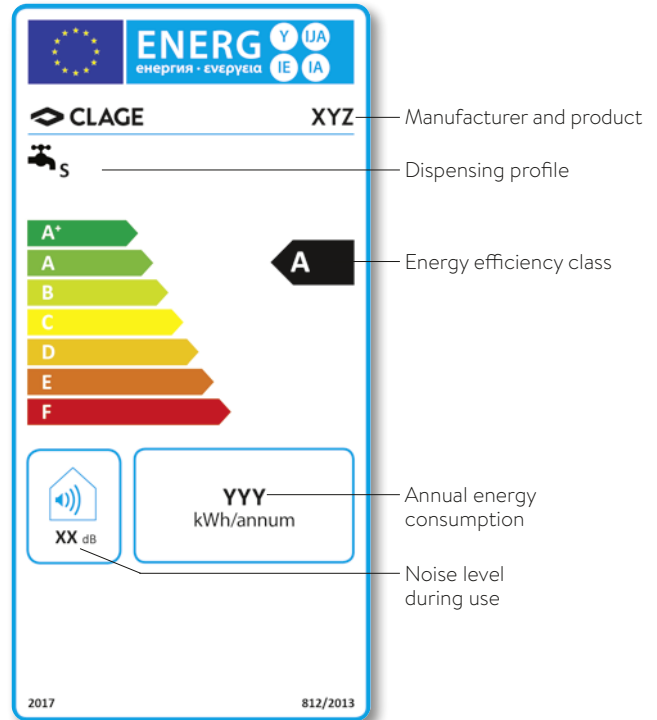 ENERG Y IJA
енергия · ενεργεια IE IA
CLAGE XYZ
Manufacturer and product
S
Dispensing profile
A+
A
B
C
D
E
F
A
Energy efficiency class
XX dB
YYY
kWh/annum
Annual energy
consumption
Noise level
during use
2017 812/2013